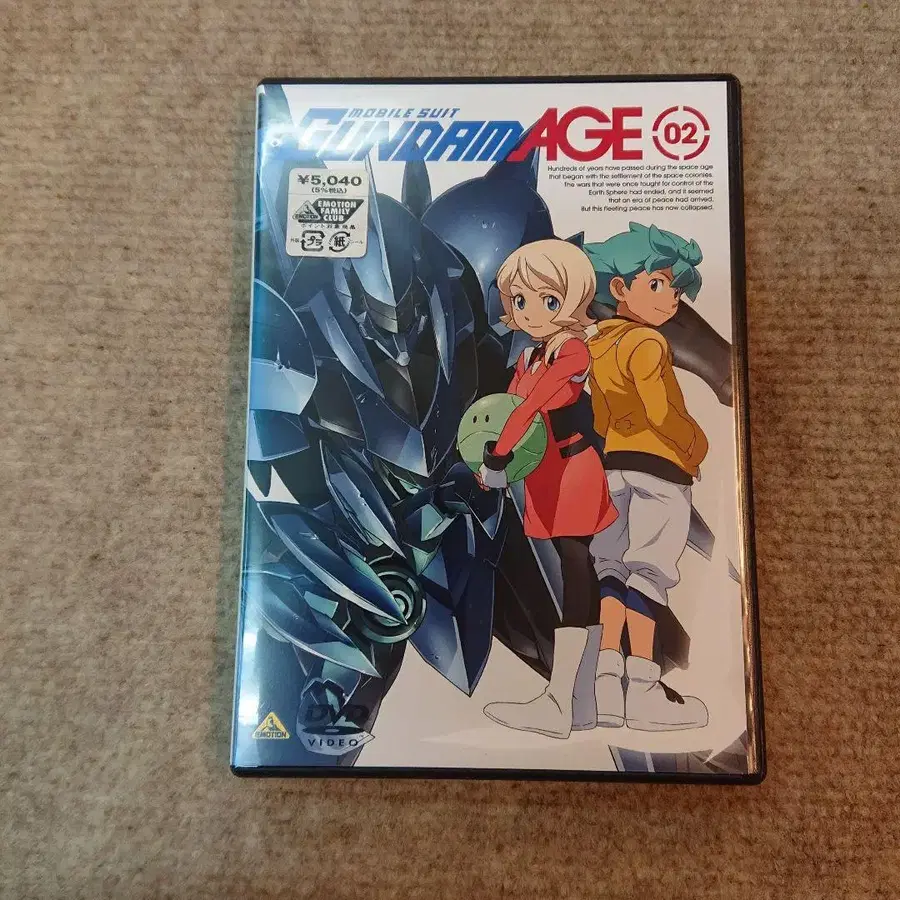 MOBILE SUIT
GUNDAM AGE 02
Hundreds of years have passed during the space age
that began with the settlement of the space colonies.
The wars that were once fought for control of the
Earth Sphere had ended, and it seemed
that an era of peace had arrived.
But this fleeting peace has now collapsed.
¥5,040
(5%税込)
EMOTION
FAMILY
CLUB
ポイント対象商品
プラ
紙
DVD
VIDEO
EMOTION